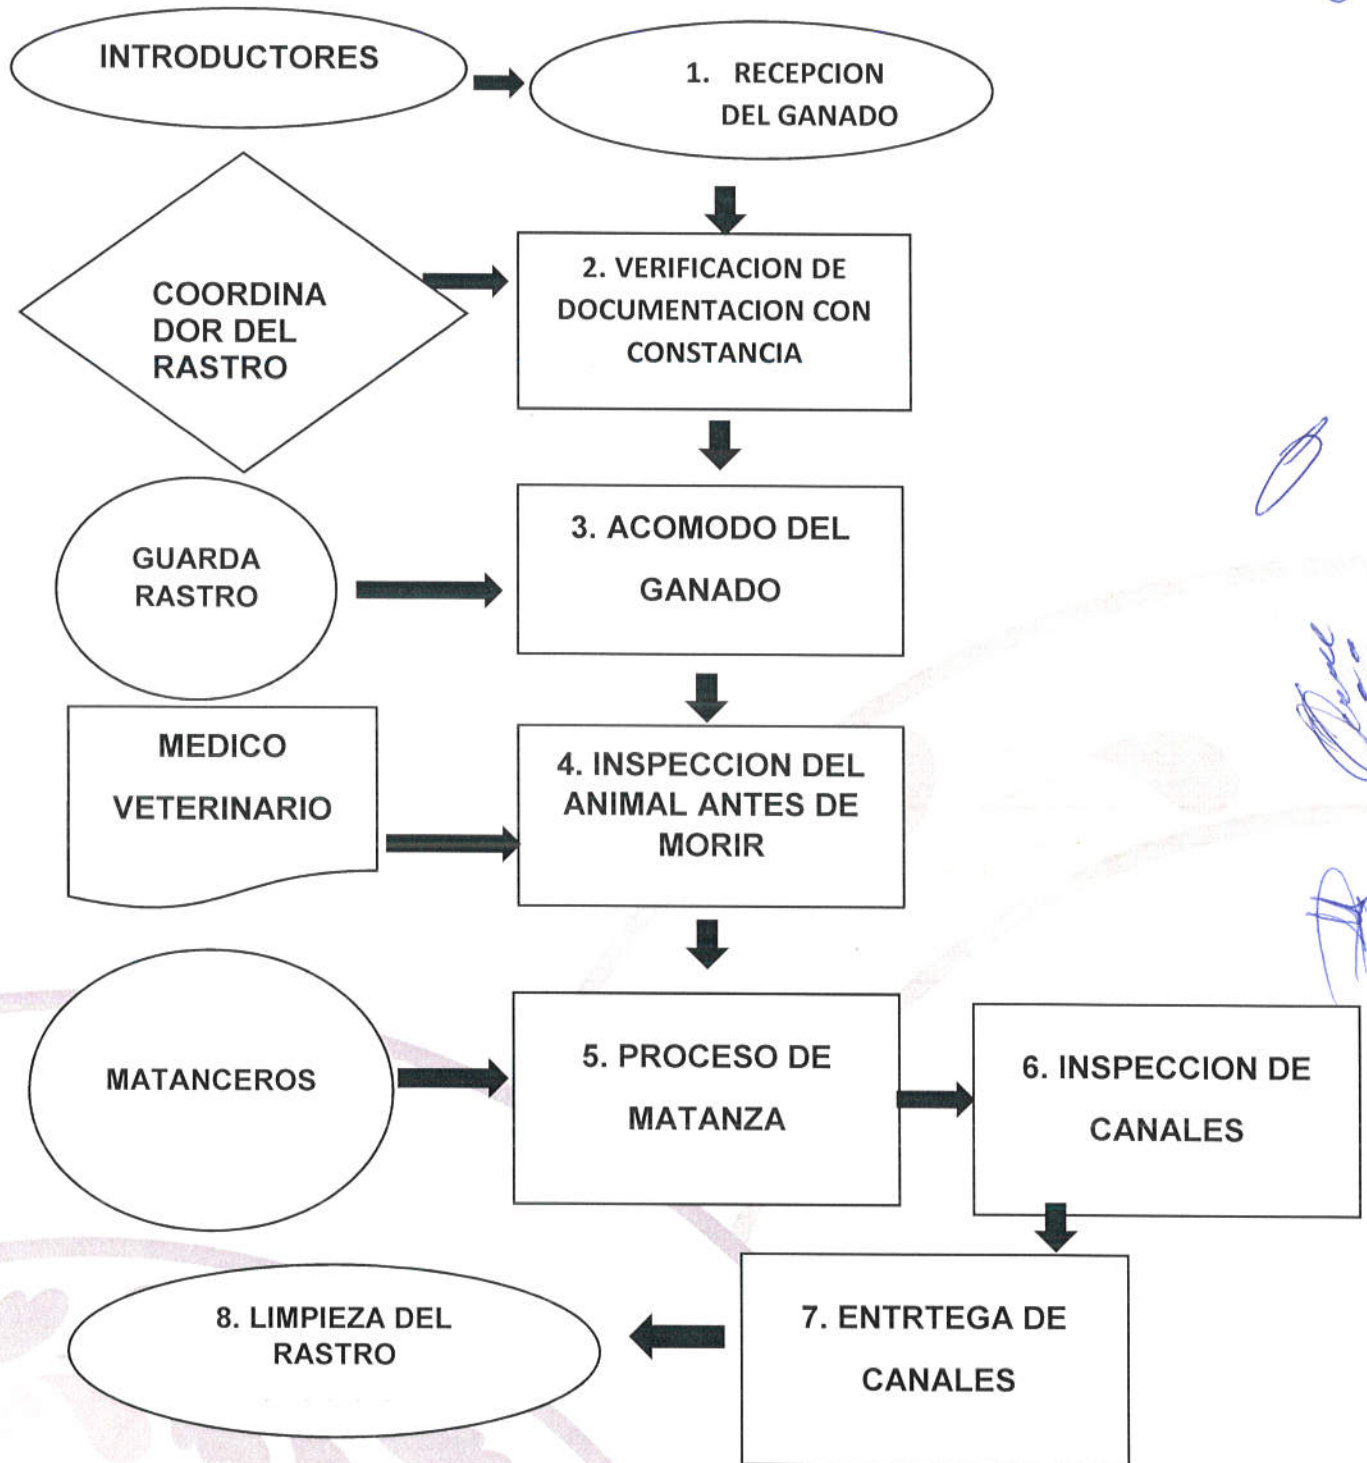 INTRODUCTORES
1. RECEPCION
DEL GANADO
COORDINA
DOR DEL
RASTRO
2. VERIFICACION DE
DOCUMENTACION CON
CONSTANCIA
GUARDA
RASTRO
3. ACOMODO DEL
GANADO
MEDICO
VETERINARIO
4. INSPECCION DEL
ANIMAL ANTES DE
MORIR
MATANCEROS
5. PROCESO DE
MATANZA
6. INSPECCION DE
CANALES
7. ENTRTEGA DE
CANALES
8. LIMPIEZA DEL
RASTRO